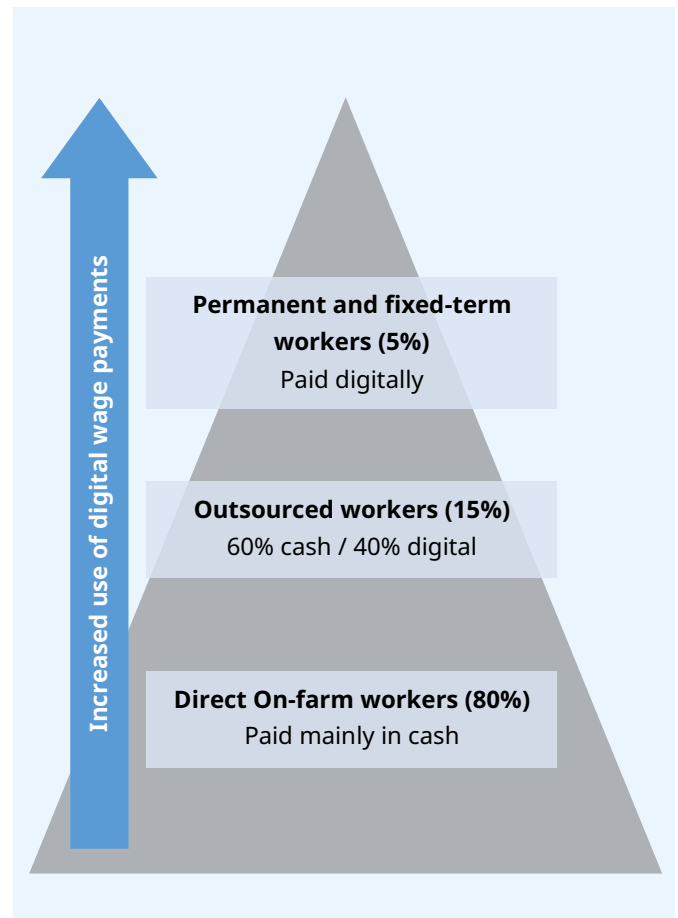 Increased use of digital wage payments
Permanent and fixed-term
workers (5%)
Paid digitally
Outsourced workers (15%)
60% cash / 40% digital
Direct On-farm workers (80%)
Paid mainly in cash